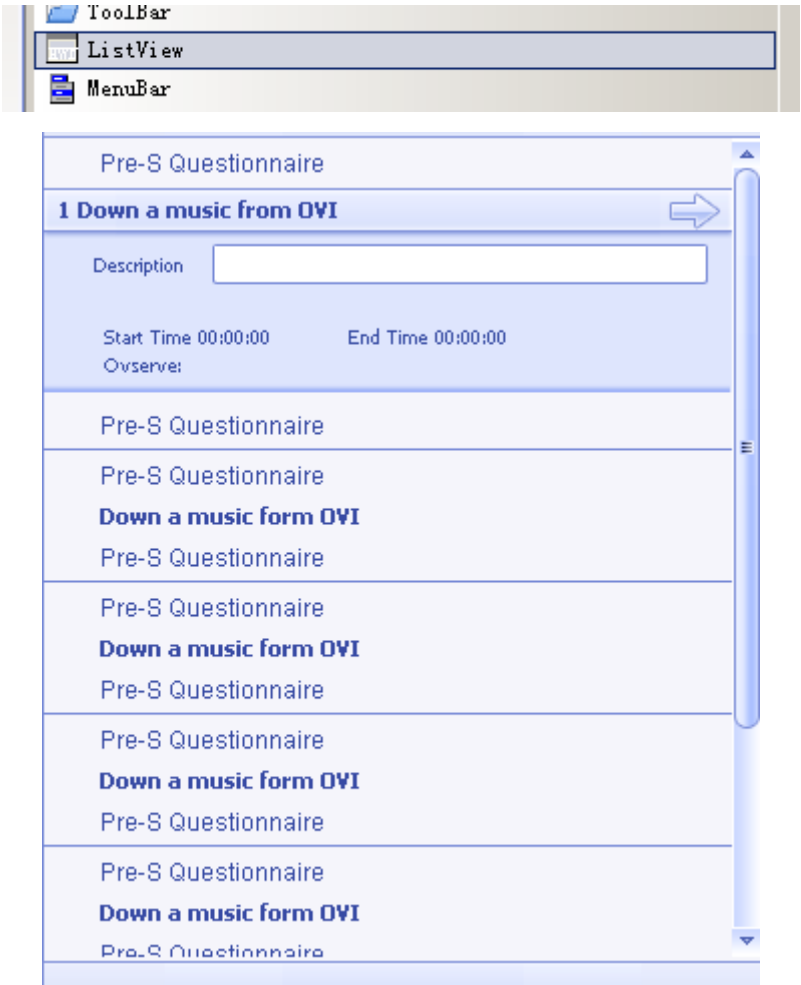 ToolBar
ListView
MenuBar
Pre-S Questionnaire
1 Down a music from OVI
Description
Start Time 00:00:00 End Time 00:00:00
Ovserve:
Pre-S Questionnaire
Pre-S Questionnaire
Down a music form OVI
Pre-S Questionnaire
Pre-S Questionnaire
Down a music form OVI
Pre-S Questionnaire
Pre-S Questionnaire
Down a music form OVI
Pre-S Questionnaire
Pre-S Questionnaire
Down a music form OVI
Pre-S Questionnaire